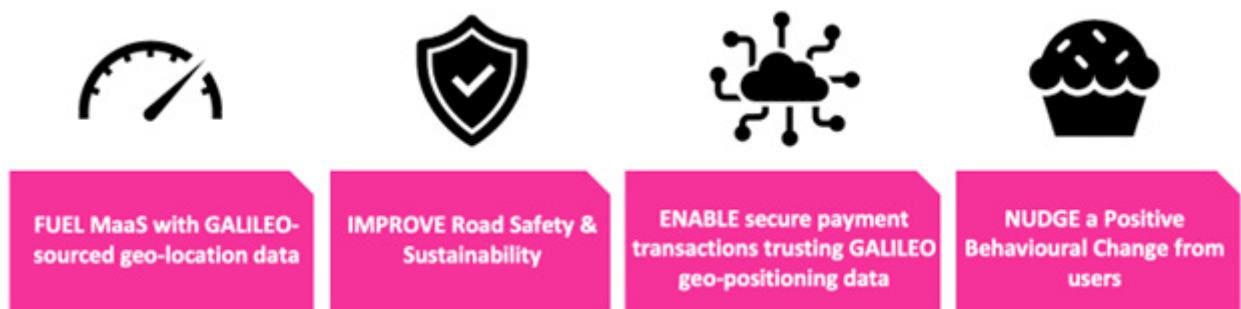 FUEL MaaS with GALILEO-
sourced geo-location data
IMPROVE Road Safety &
Sustainability
ENABLE secure payment
transactions trusting GALILEO
geo-positioning data
NUDGE a Positive
Behavioural Change from
users